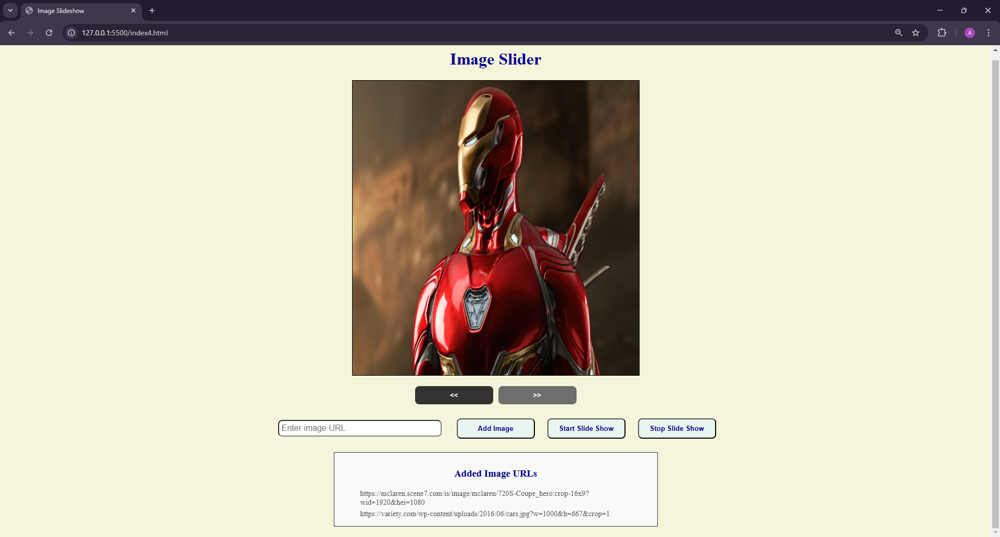 Image Slideshow
127.0.0.1:5500/index4.html
A
Image Slider
<< >>
Enter image URL Add Image Start Slide Show Stop Slide Show
Added Image URLs
https://mclaren.scene7.com/is/image/mclaren/720S-Coupe_hero:crop-16x9?
wid=1920&hei=1080
https://variety.com/wp-content/uploads/2016/06/cars.jpg?w=1000&h=667&crop=1